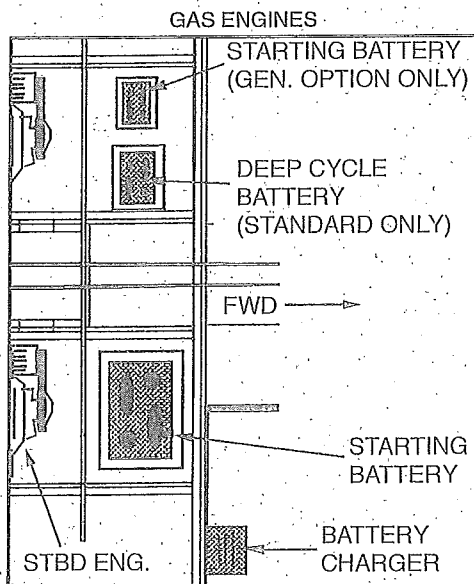 GAS ENGINES
STARTING BATTERY
(GEN. OPTION ONLY)
DEEP CYCLE
BATTERY
(STANDARD ONLY)
FWD
STARTING
BATTERY
STBD ENG.
BATTERY
CHARGER